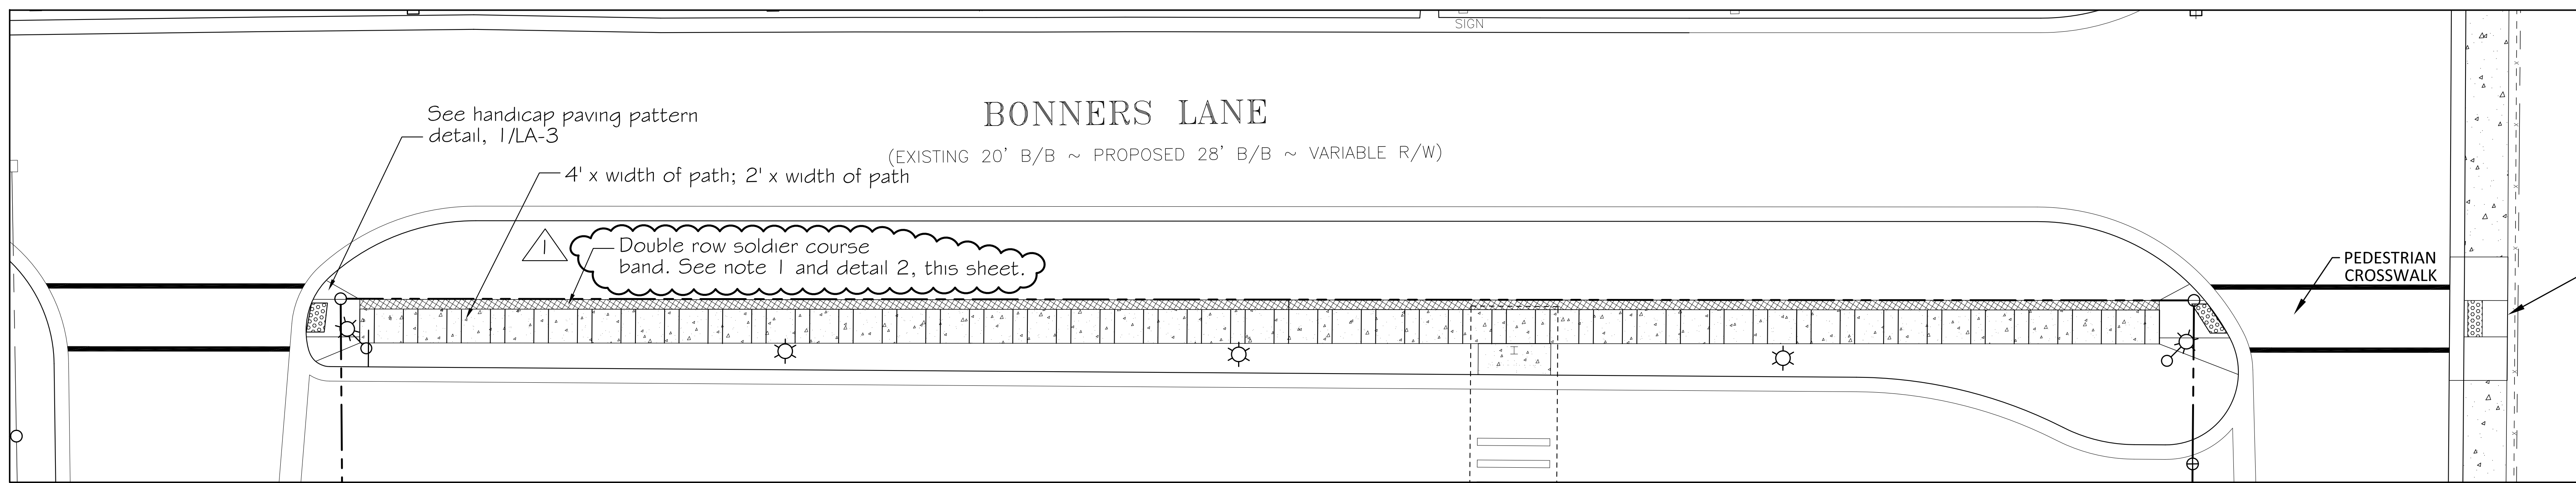 SIGN
BONNERS LANE
(EXISTING 20' B/B ~ PROPOSED 28' B/B ~ VARIABLE R/W)
See handicap paving pattern
detail, 1/LA-3
4' x width of path; 2' x width of path
1
Double row soldier course
band. See note 1 and detail 2, this sheet.
PEDESTRIAN
CROSSWALK